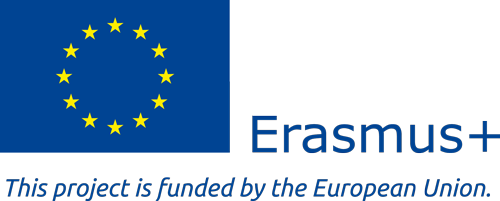 Erasmus+
This project is funded by the European Union.